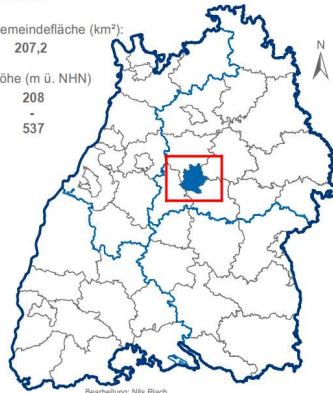 emeindefläche (km²):
207,2
öhe (m ü. NHN)
208
-
537
N
Bearbeitung: Nils Riach